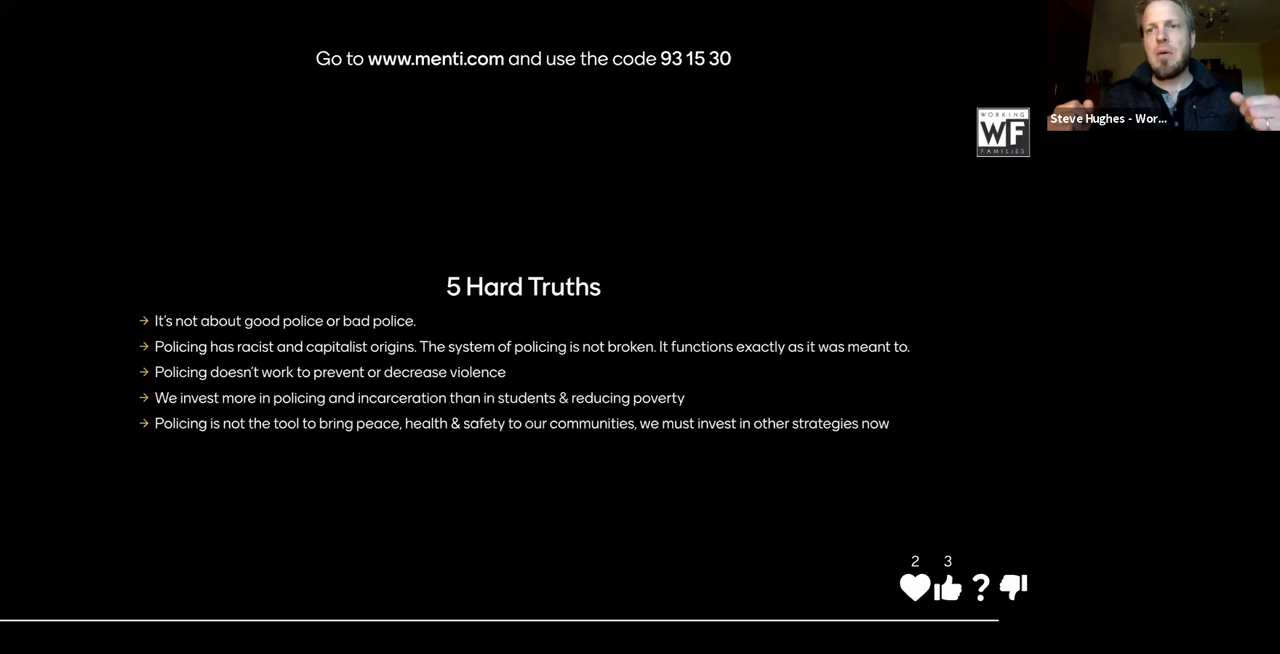 Go to www.menti.com and use the code 93 15 30
Steve Hughes - Wor...
WORKING
WF
FAMILIES
5 Hard Truths
→ It's not about good police or bad police.
→ Policing has racist and capitalist origins. The system of policing is not broken. It functions exactly as it was meant to.
→ Policing doesn't work to prevent or decrease violence
→ We invest more in policing and incarceration than in students & reducing poverty
→ Policing is not the tool to bring peace, health & safety to our communities, we must invest in other strategies now
2 3
?